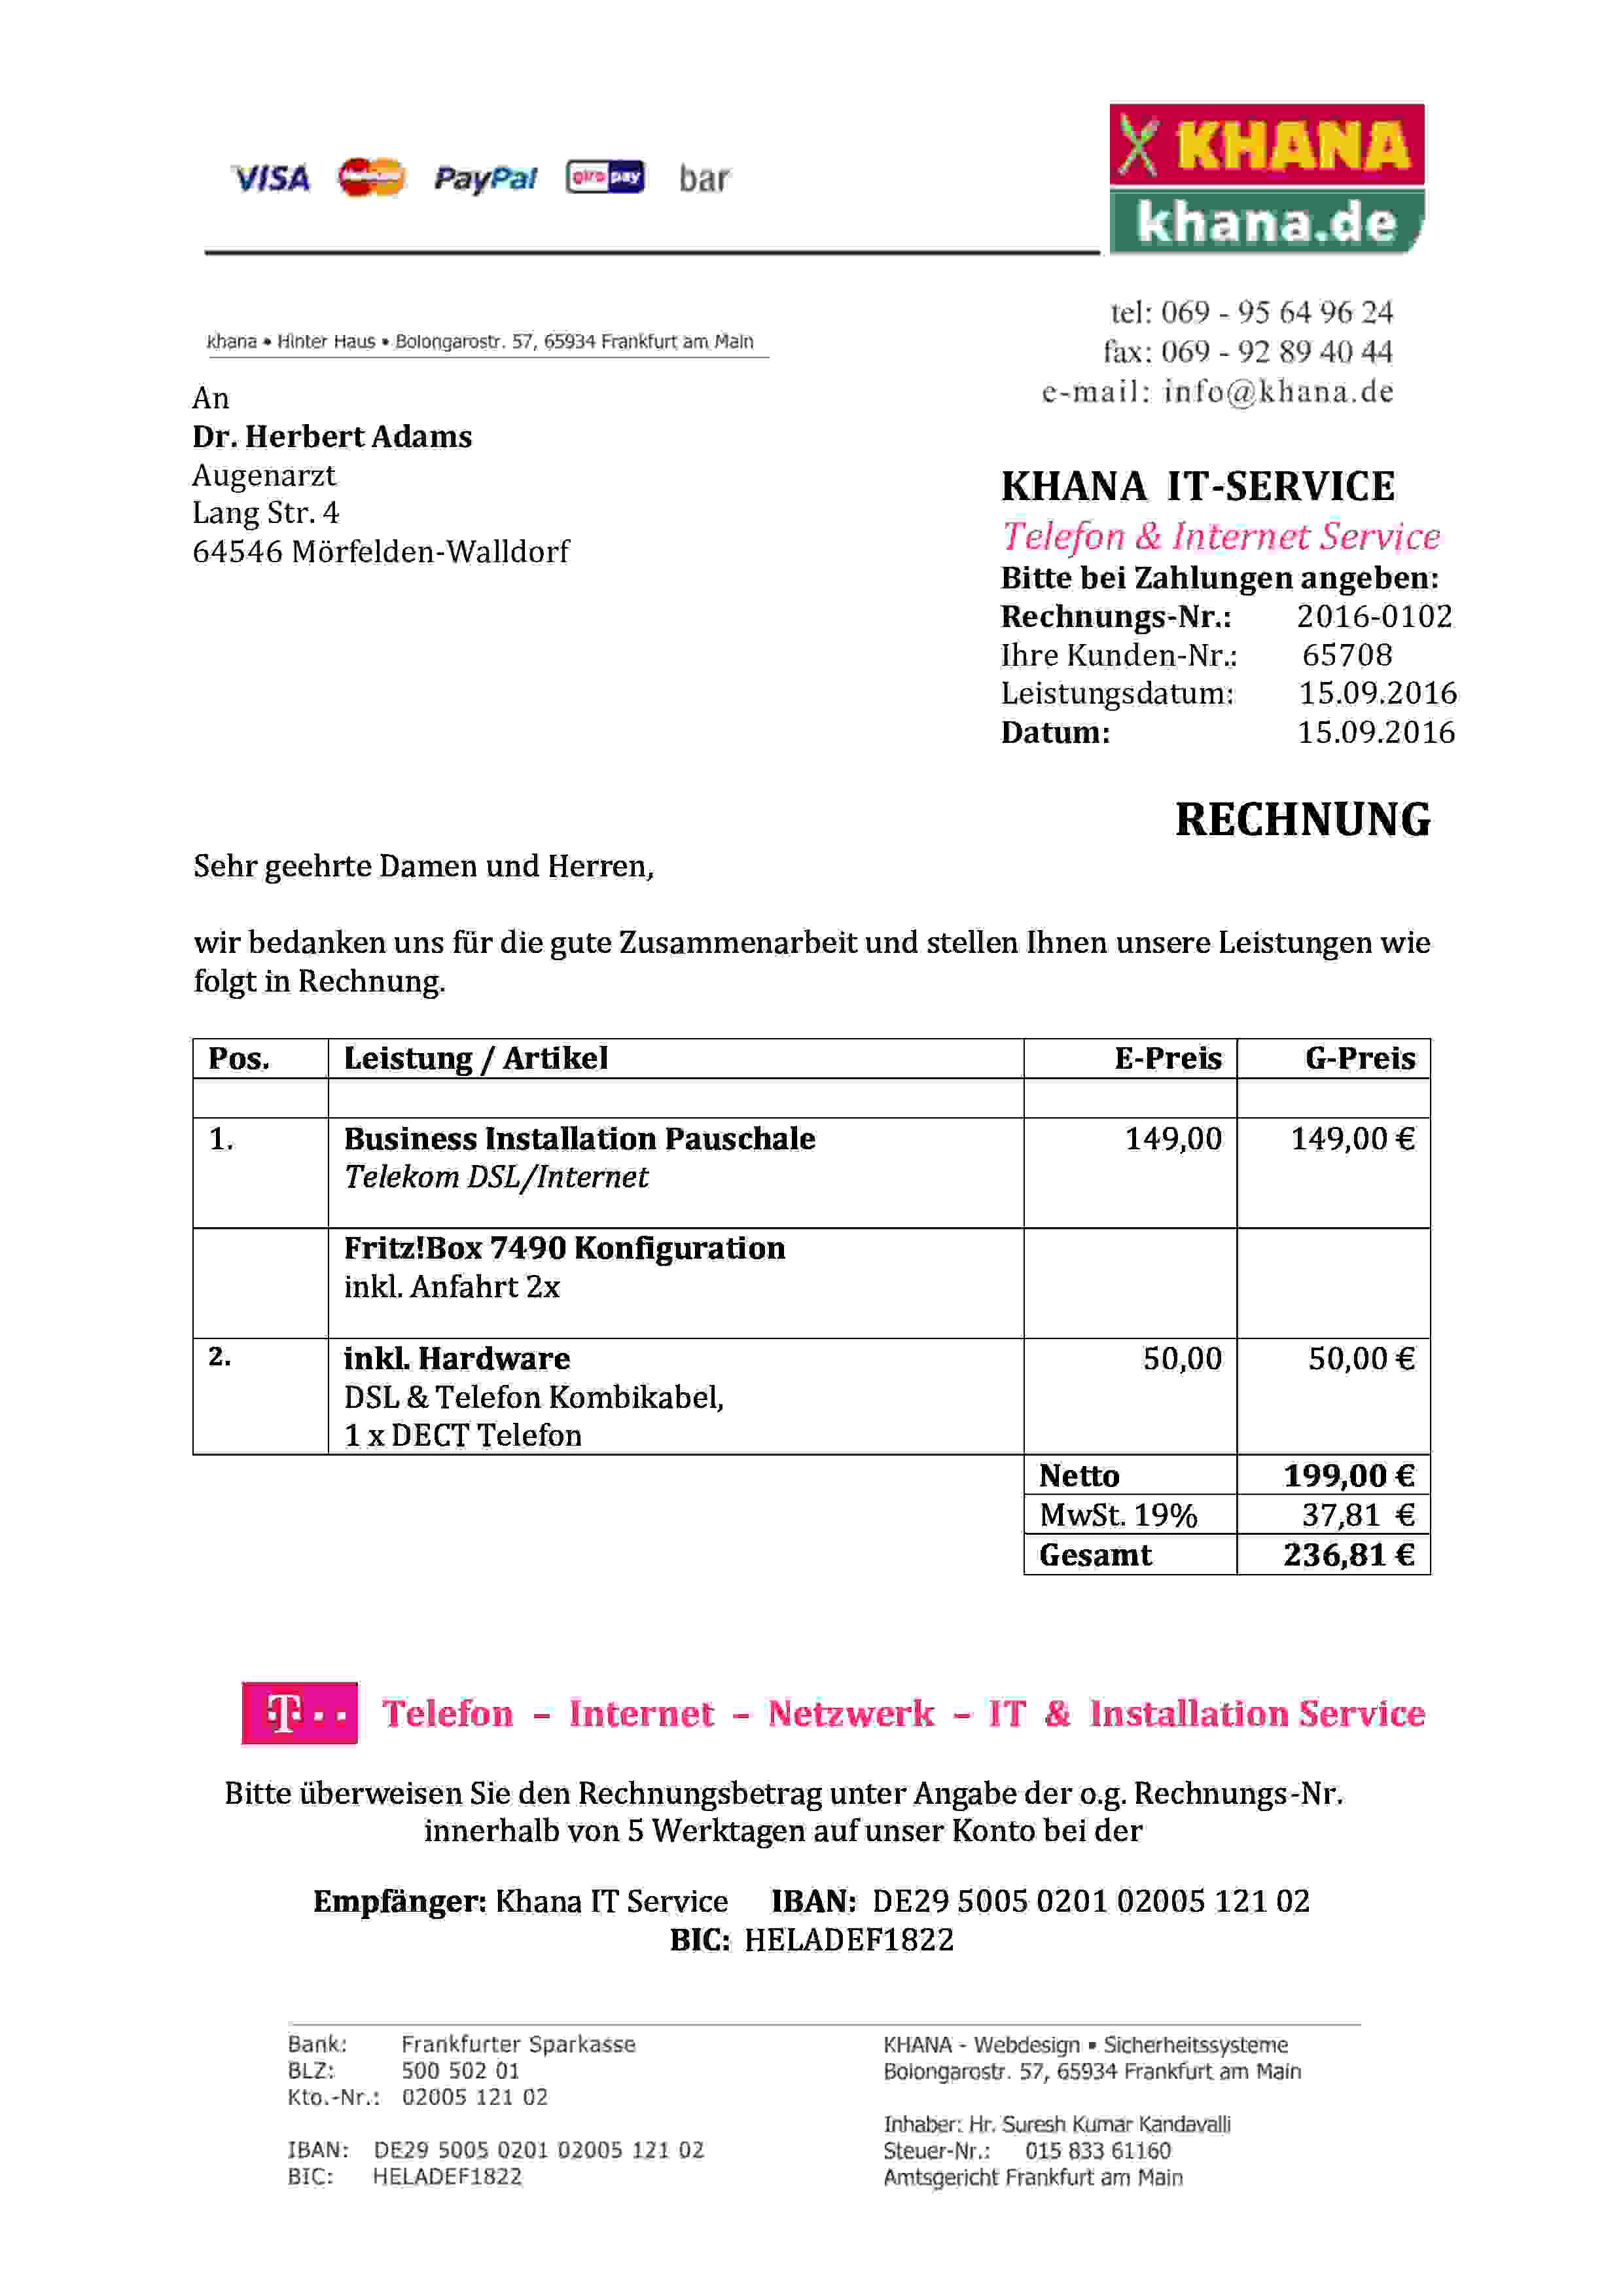 VISA MasterCard PayPal giro pay bar
KHANA
khana.de
tel: 069 - 95 64 96 24
fax: 069 - 92 89 40 44
e-mail: info@khana.de
khana • Hinter Haus • Bolongarostr. 57, 65934 Frankfurt am Main
An
Dr. Herbert Adams
Augenarzt
Lang Str. 4
64546 Mörfelden-Walldorf
KHANA IT-SERVICE
Telefon & Internet Service
Bitte bei Zahlungen angeben:
Rechnungs-Nr.: 2016-0102
Ihre Kunden-Nr.: 65708
Leistungsdatum: 15.09.2016
Datum: 15.09.2016
RECHNUNG
Sehr geehrte Damen und Herren,
wir bedanken uns für die gute Zusammenarbeit und stellen Ihnen unsere Leistungen wie
folgt in Rechnung.
Pos. Leistung / Artikel E-Preis G-Preis
1. Business Installation Pauschale 149,00 149,00 €
Telekom DSL/Internet
Fritz!Box 7490 Konfiguration
inkl. Anfahrt 2x
2. inkl. Hardware 50,00 50,00 €
DSL & Telefon Kombikabel,
1 x DECT Telefon
Netto 199,00 €
MwSt. 19% 37,81 €
Gesamt 236,81 €
T Telefon – Internet – Netzwerk – IT & Installation Service
Bitte überweisen Sie den Rechnungsbetrag unter Angabe der o.g. Rechnungs-Nr.
innerhalb von 5 Werktagen auf unser Konto bei der
Empfänger: Khana IT Service IBAN: DE29 5005 0201 02005 121 02
BIC: HELADEF1822
Bank: Frankfurter Sparkasse
BLZ: 500 502 01
Kto.-Nr.: 02005 121 02
IBAN: DE29 5005 0201 02005 121 02
BIC: HELADEF1822
KHANA - Webdesign • Sicherheitssysteme
Bolongarostr. 57, 65934 Frankfurt am Main
Inhaber: Hr. Suresh Kumar Kandavalli
Steuer-Nr.: 015 833 61160
Amtsgericht Frankfurt am Main